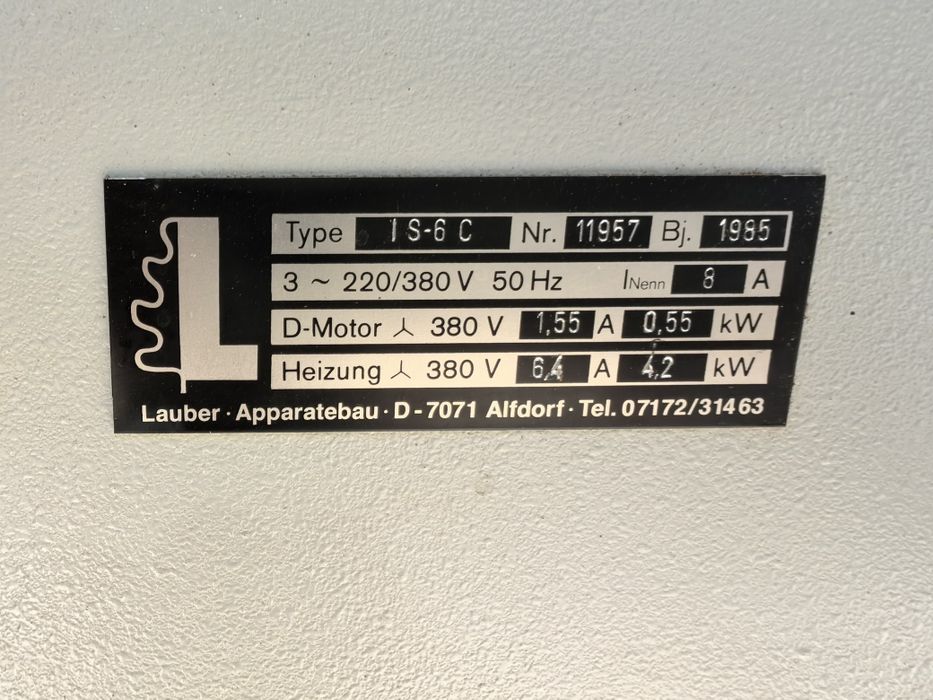 Type IS-6 C Nr. 11957 Bj. 1985
3 ~ 220/380 V 50 Hz INenn 8 A
D-Motor 380 V 1,55 A 0,55 kW
Heizung 380 V 6,4 A 4,2 kW
Lauber · Apparatebau · D-7071 Alfdorf · Tel. 07172/31463